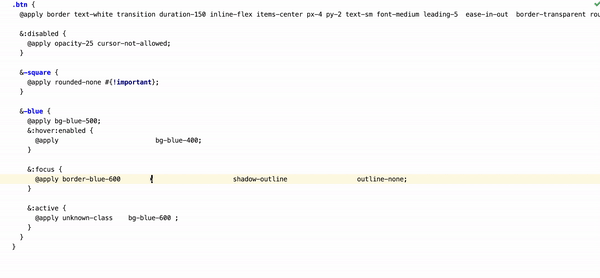 .btn {
@apply border text-white transition duration-150 inline-flex items-center px-4 py-2 text-sm font-medium leading-5 ease-in-out border-transparent rou
&:disabled {
@apply opacity-25 cursor-not-allowed;
}
&-square {
@apply rounded-none #{!important};
}
&-blue {
@apply bg-blue-500;
&:hover:enabled {
@apply bg-blue-400;
}
&:focus {
@apply border-blue-600 shadow-outline outline-none;
}
&:active {
@apply unknown-class bg-blue-600 ;
}
}
}